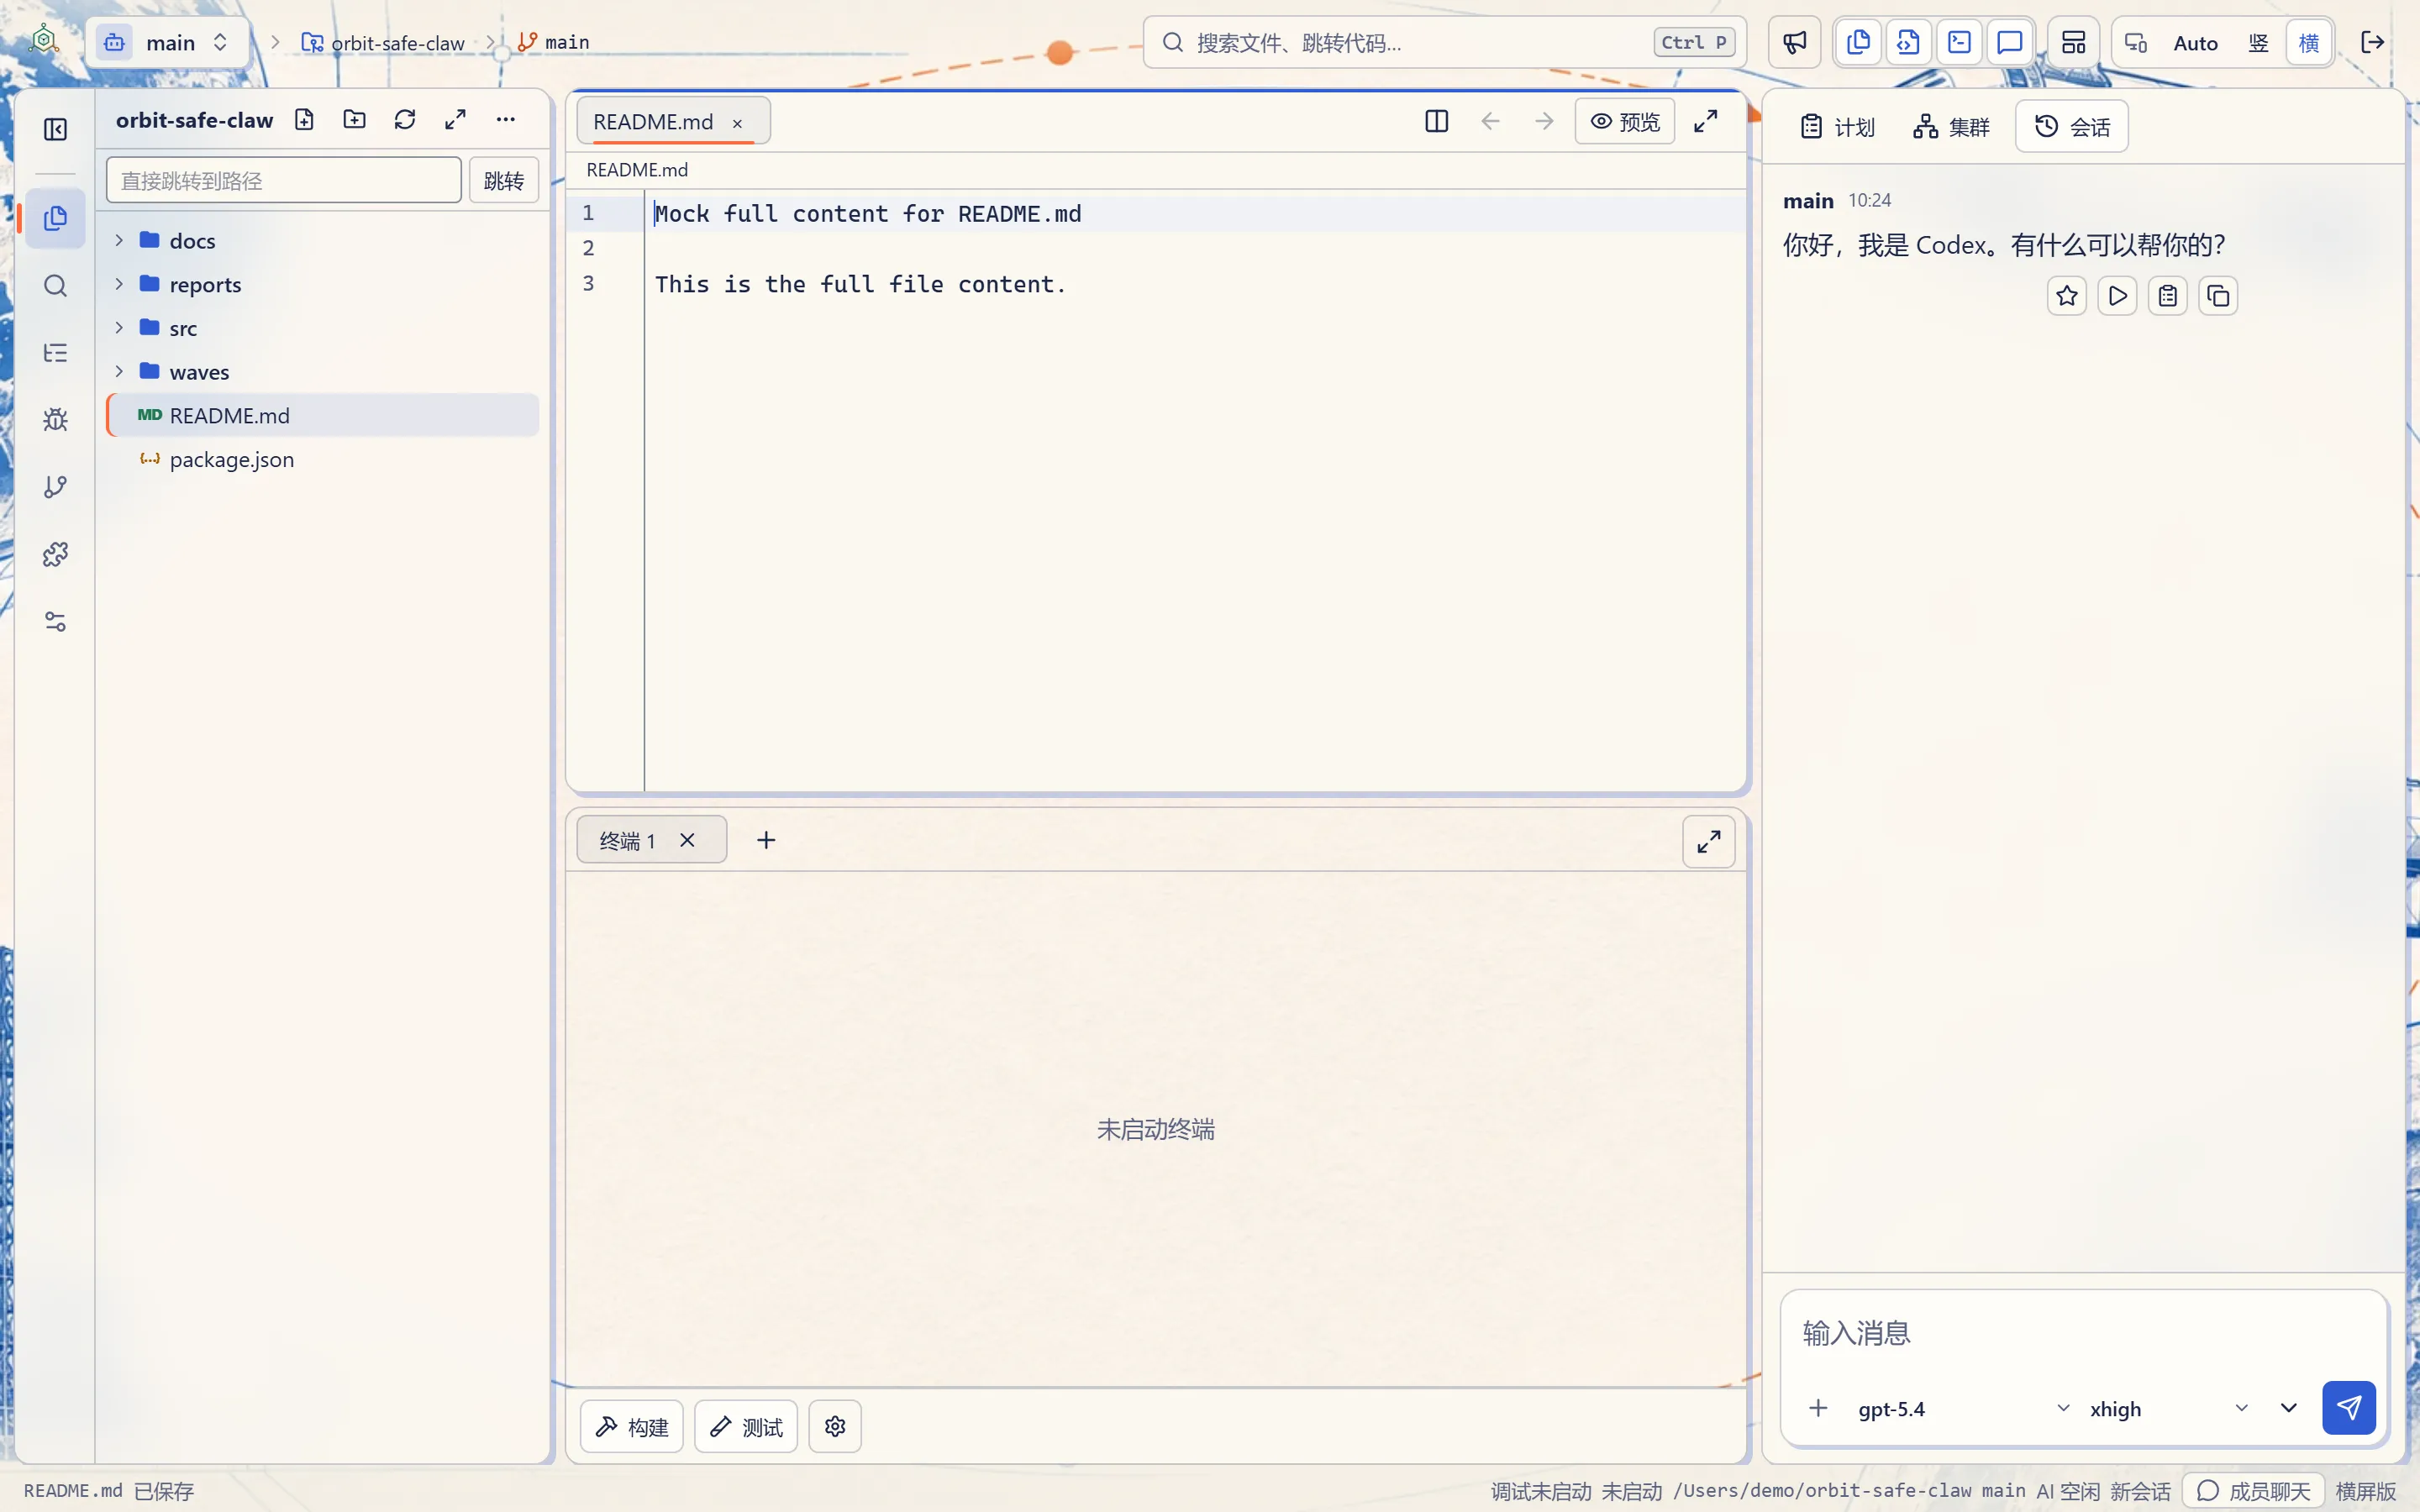 main orbit-safe-claw main 搜索文件、跳转代码... Ctrl P Auto 竖 横
orbit-safe-claw
直接跳转到路径 跳转
docs
reports
src
waves
MD README.md
{...} package.json
README.md × 预览
README.md
1 Mock full content for README.md
2
3 This is the full file content.
终端 1
未启动终端
构建 测试
计划 集群 会话
main 10:24
你好，我是 Codex。有什么可以帮你的？
输入消息
gpt-5.4 xhigh
README.md 已保存 调试未启动 未启动 /Users/demo/orbit-safe-claw main AI 空闲 新会话 成员聊天 横屏版